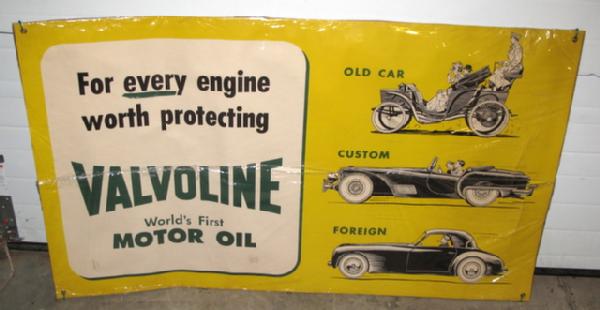 For every engine
worth protecting
VALVOLINE
World's First
MOTOR OIL
OLD CAR
CUSTOM
FOREIGN